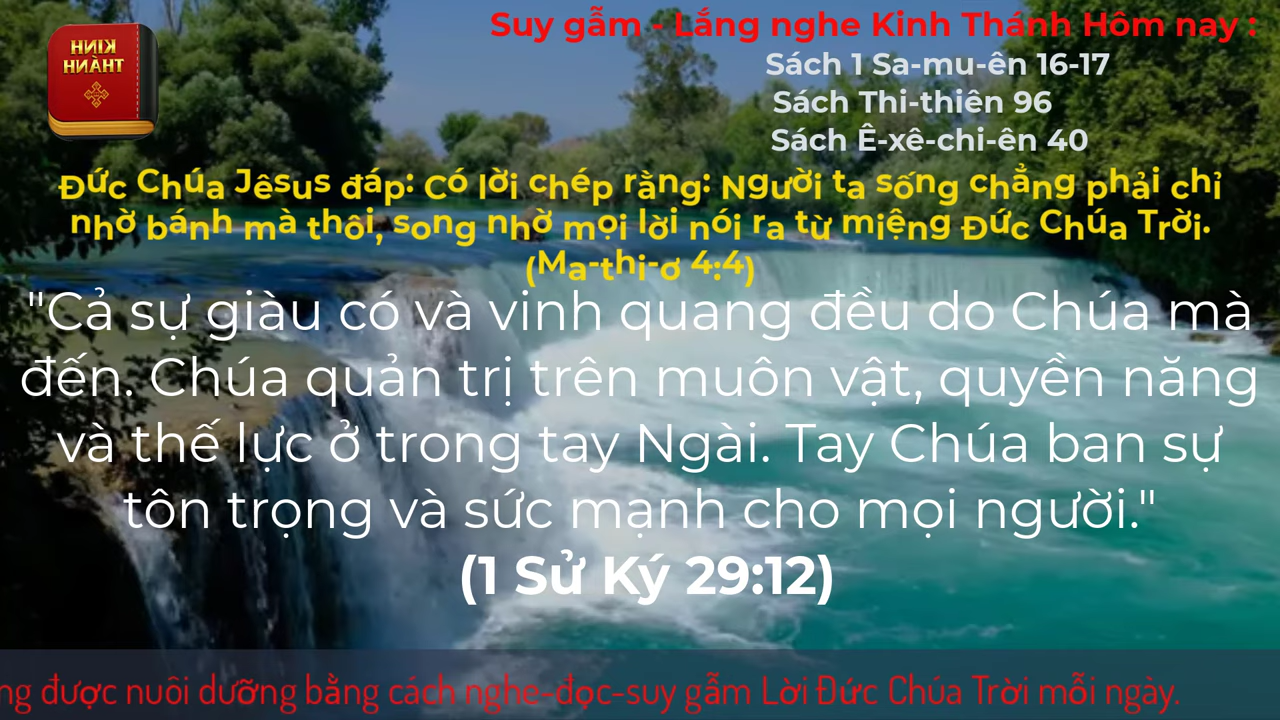 KINH
THÁNH
Suy gẫm - Lắng nghe Kinh Thánh Hôm nay :
Sách 1 Sa-mu-ên 16-17
Sách Thi-thiên 96
Sách Ê-xê-chi-ên 40
Đức Chúa Jêsus đáp: Có lời chép rằng: Người ta sống chẳng phải chỉ
nhờ bánh mà thôi, song nhờ mọi lời nói ra từ miệng Đức Chúa Trời.
(Ma-thi-ơ 4:4)
"Cả sự giàu có và vinh quang đều do Chúa mà
đến. Chúa quản trị trên muôn vật, quyền năng
và thế lực ở trong tay Ngài. Tay Chúa ban sự
tôn trọng và sức mạnh cho mọi người."
(1 Sử Ký 29:12)
ng được nuôi dưỡng bằng cách nghe-đọc-suy gẫm Lời Đức Chúa Trời mỗi ngày.